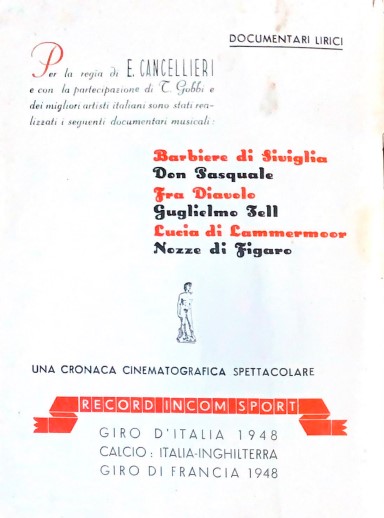 DOCUMENTARI LIRICI
Per la regia di E. CANCELLIERI
e con la partecipazione di T. Gobbi e
dei migliori artisti italiani sono stati rea-
lizzati i seguenti documentari musicali:
Barbiere di Siviglia
Don Pasquale
Fra Diavolo
Guglielmo Tell
Lucia di Lammermoor
Nozze di Figaro
UNA CRONACA CINEMATOGRAFICA SPETTACOLARE
RECORD INCOM SPORT
GIRO D'ITALIA 1948
CALCIO: ITALIA-INGHILTERRA
GIRO DI FRANCIA 1948